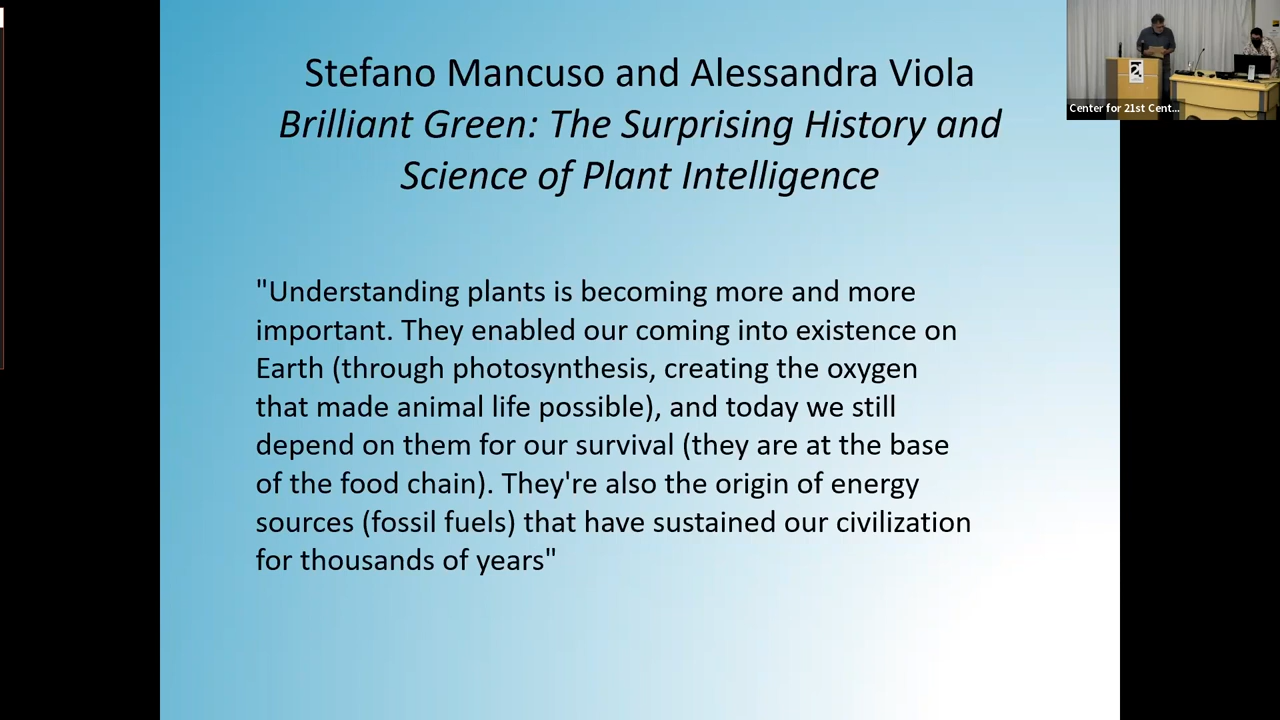 Stefano Mancuso and Alessandra Viola
Brilliant Green: The Surprising History and
Science of Plant Intelligence
"Understanding plants is becoming more and more
important. They enabled our coming into existence on
Earth (through photosynthesis, creating the oxygen
that made animal life possible), and today we still
depend on them for our survival (they are at the base
of the food chain). They're also the origin of energy
sources (fossil fuels) that have sustained our civilization
for thousands of years"
Center for 21st Cent...